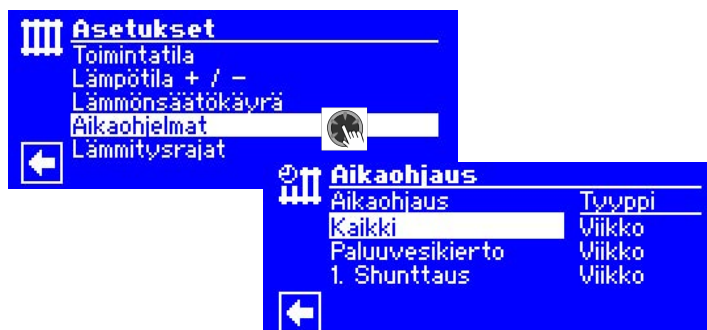 Asetukset
Toimintatila
Lämpötila + / -
Lämmönsäätökäyrä
Aikaohjelmat
Lämmitysrajat
Aikaohjaus
Aikaohjaus Tyyppi
Kaikki Viikko
Paluuvesikierto Viikko
1. Shunttaus Viikko